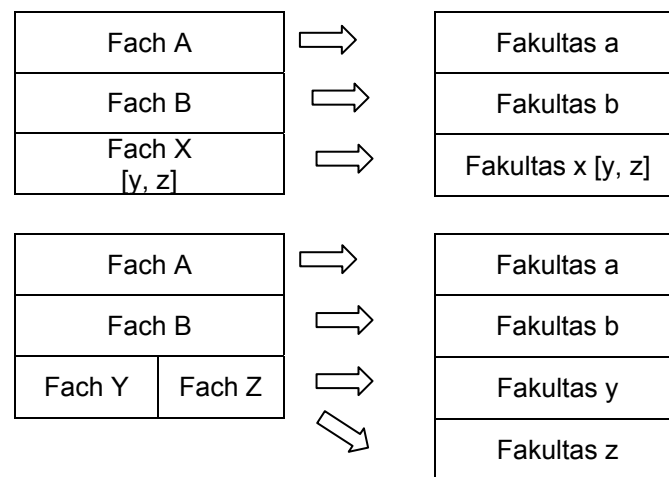 Fach A
Fakultas a
Fach B
Fakultas b
Fach X
[y, z]
Fakultas x [y, z]
Fach A
Fakultas a
Fach B
Fakultas b
Fach Y
Fach Z
Fakultas y
Fakultas z